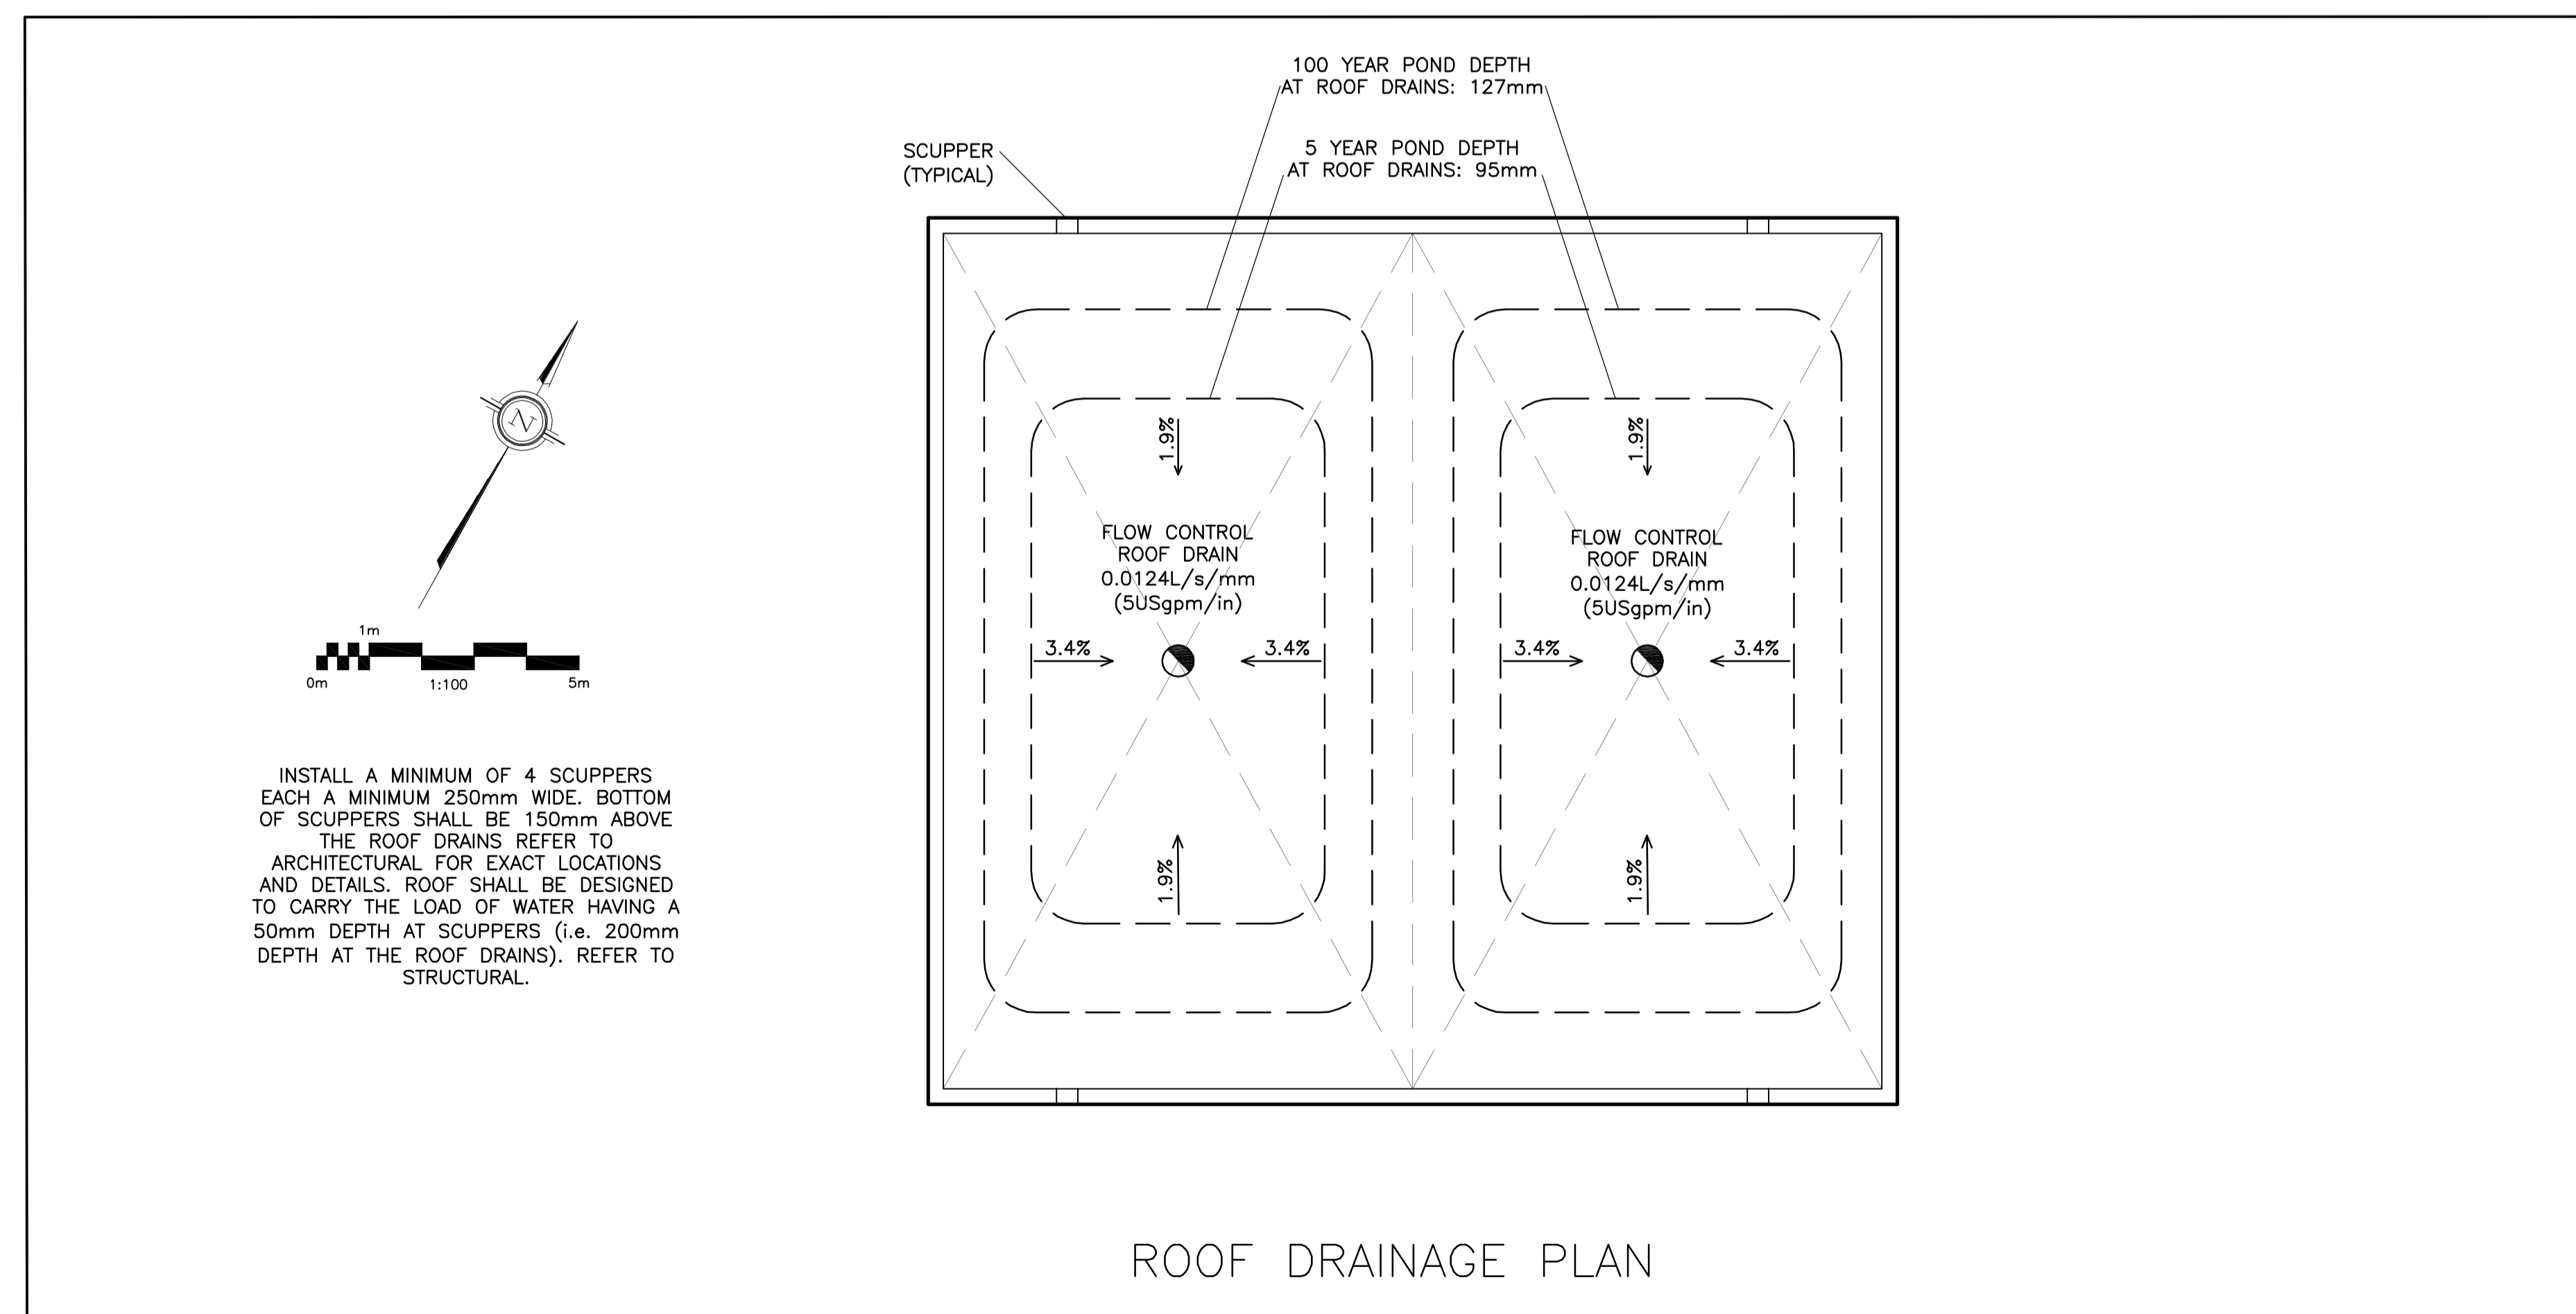 100 YEAR POND DEPTH
AT ROOF DRAINS: 127mm
SCUPPER
(TYPICAL)
5 YEAR POND DEPTH
AT ROOF DRAINS: 95mm
1.9%
1.9%
N
FLOW CONTROL
ROOF DRAIN
0.0124L/s/mm
(5USgpm/in)
FLOW CONTROL
ROOF DRAIN
0.0124L/s/mm
(5USgpm/in)
3.4%
3.4%
3.4%
3.4%
1m
0m
1:100
5m
1.9%
1.9%
INSTALL A MINIMUM OF 4 SCUPPERS
EACH A MINIMUM 250mm WIDE. BOTTOM
OF SCUPPERS SHALL BE 150mm ABOVE
THE ROOF DRAINS REFER TO
ARCHITECTURAL FOR EXACT LOCATIONS
AND DETAILS. ROOF SHALL BE DESIGNED
TO CARRY THE LOAD OF WATER HAVING A
50mm DEPTH AT SCUPPERS (i.e. 200mm
DEPTH AT THE ROOF DRAINS). REFER TO
STRUCTURAL.
ROOF DRAINAGE PLAN